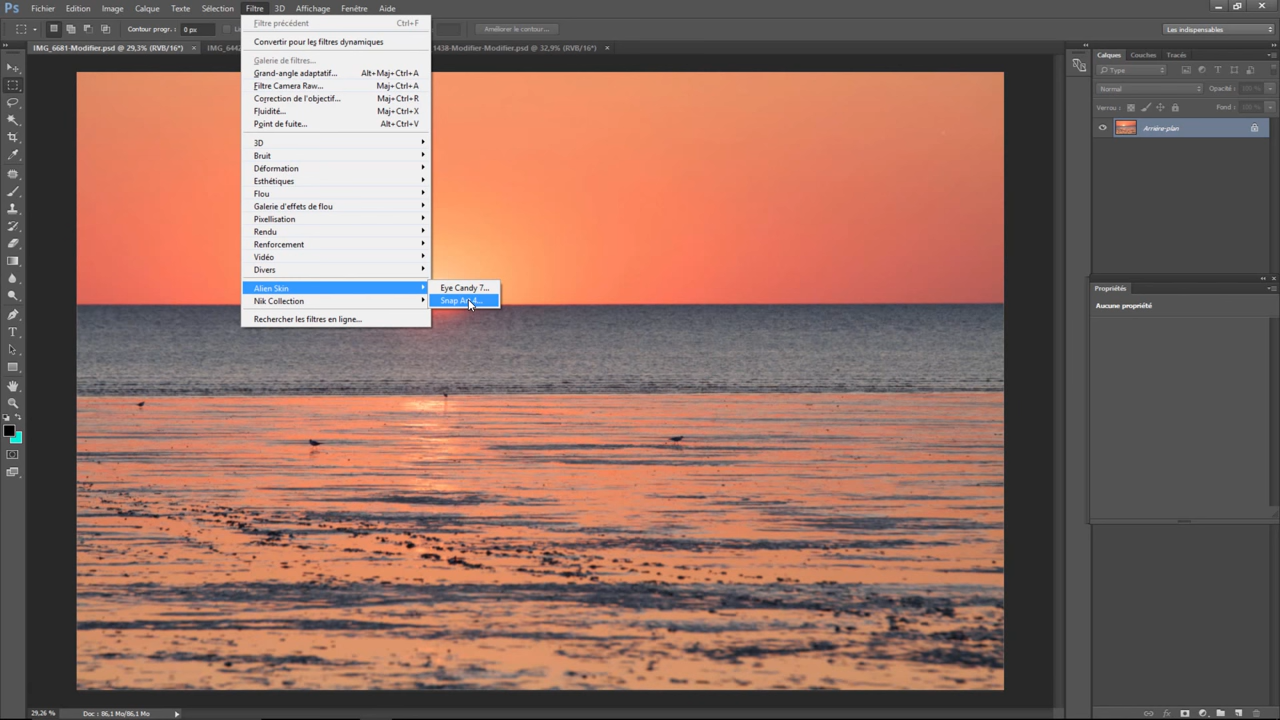 Ps Fichier Edition Image Calque Texte Sélection Filtre 3D Affichage Fenêtre Aide
Contour progr. : 0 px Améliorer le contour... Les indispensables
IMG_6681-Modifier.psd @ 29,3% (RVB/16*) × 1438-Modifier-Modifier.psd @ 32,9% (RVB/16*) ×
Filtre précédent Ctrl+F
Convertir pour les filtres dynamiques
Galerie de filtres...
Grand-angle adaptatif... Alt+Maj+Ctrl+A
Filtre Camera Raw... Maj+Ctrl+A
Correction de l'objectif... Maj+Ctrl+R
Fluidité... Maj+Ctrl+X
Point de fuite... Alt+Ctrl+V
3D
Bruit
Déformation
Esthétiques
Flou
Galerie d'effets de flou
Pixellisation
Rendu
Renforcement
Vidéo
Divers
Alien Skin
Nik Collection
Rechercher les filtres en ligne...
Eye Candy 7...
Calques Couches Tracés
Type
Normal Opacité :
Verrou : Fond :
Arrière-plan
Propriétés
Aucune propriété
29,26 % Doc : 86,1 Mo/86,1 Mo